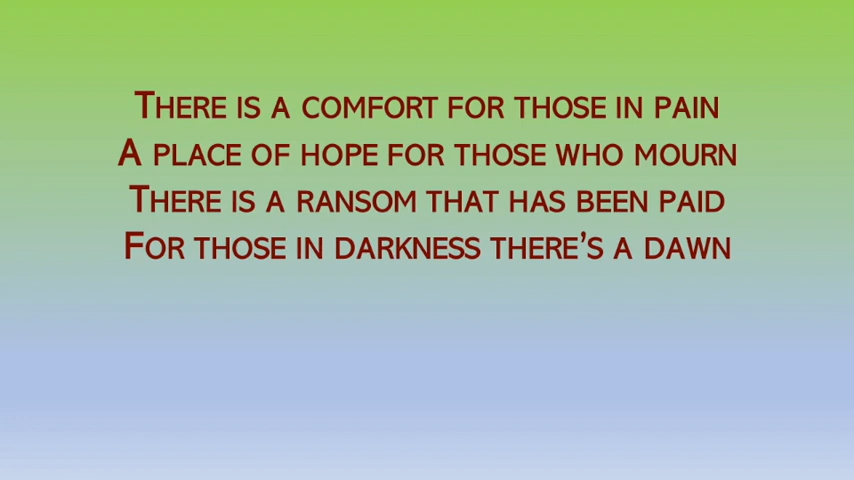 There is a comfort for those in pain
A place of hope for those who mourn
There is a ransom that has been paid
For those in darkness there’s a dawn